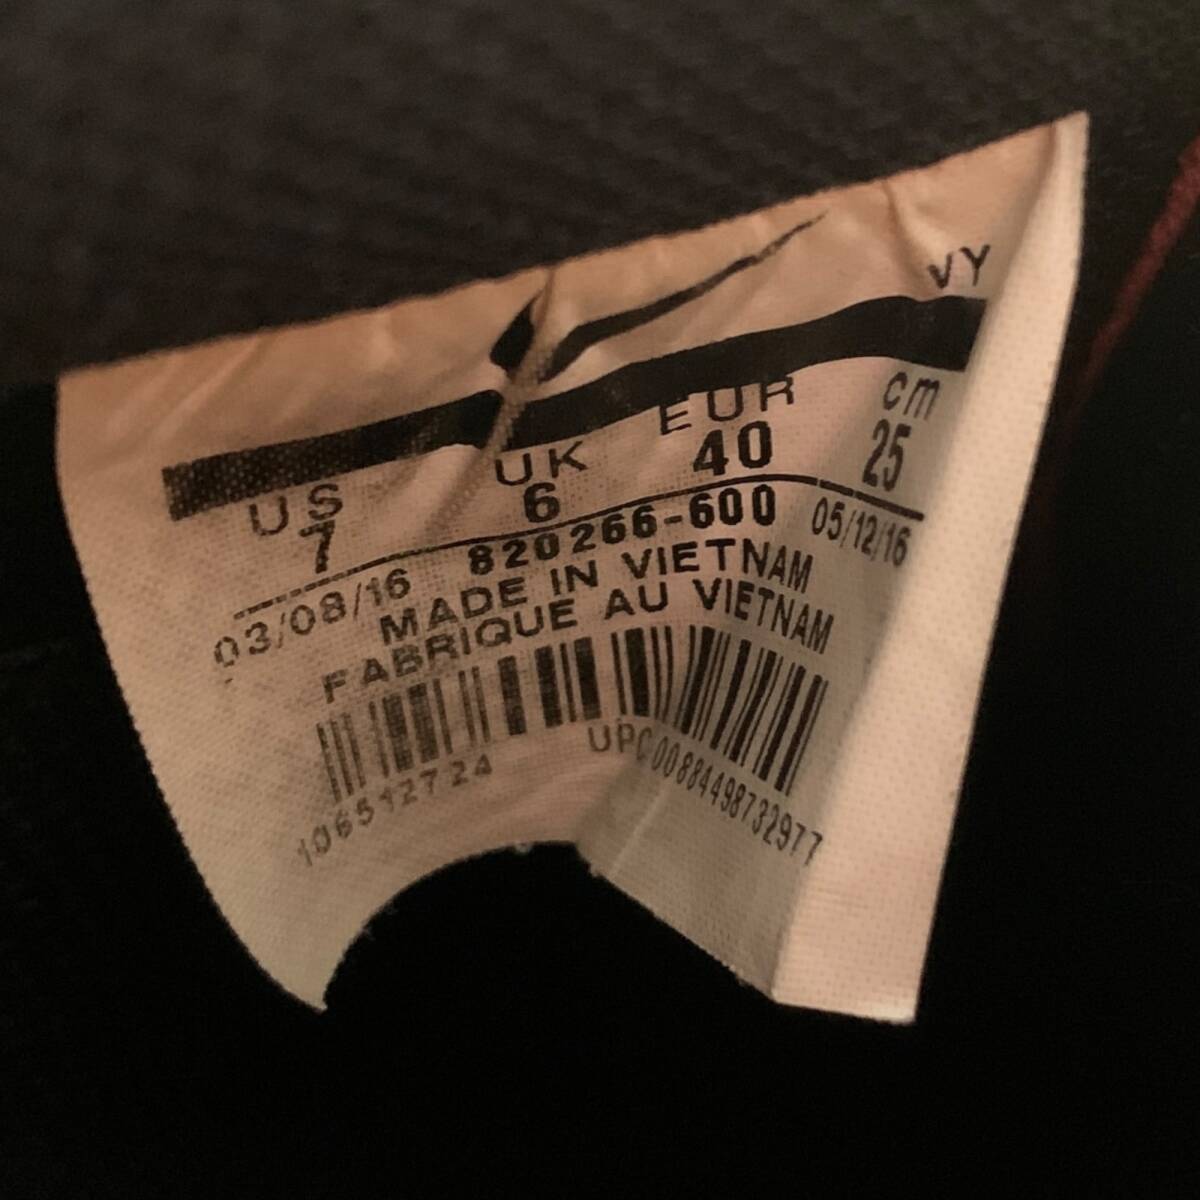 VY
US UK EUR cm
7 6 40 25
03/08/16 820266-600 05/12/16
MADE IN VIETNAM
FABRIQUE AU VIETNAM
106512724 UPC 00884498732977